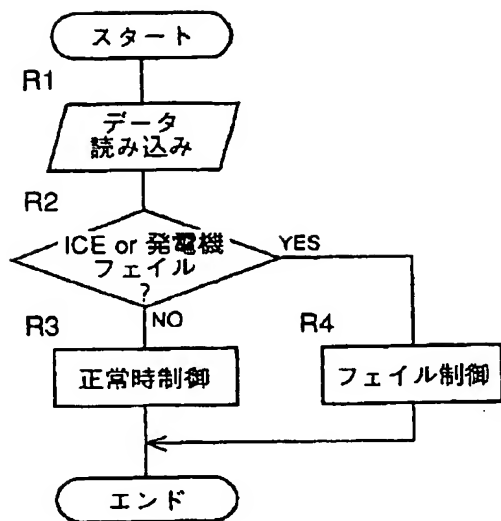 スタート
R1
データ
読み込み
R2
ICE or 発電機
フェイル
?
YES
NO
R3
正常時制御
R4
フェイル制御
エンド